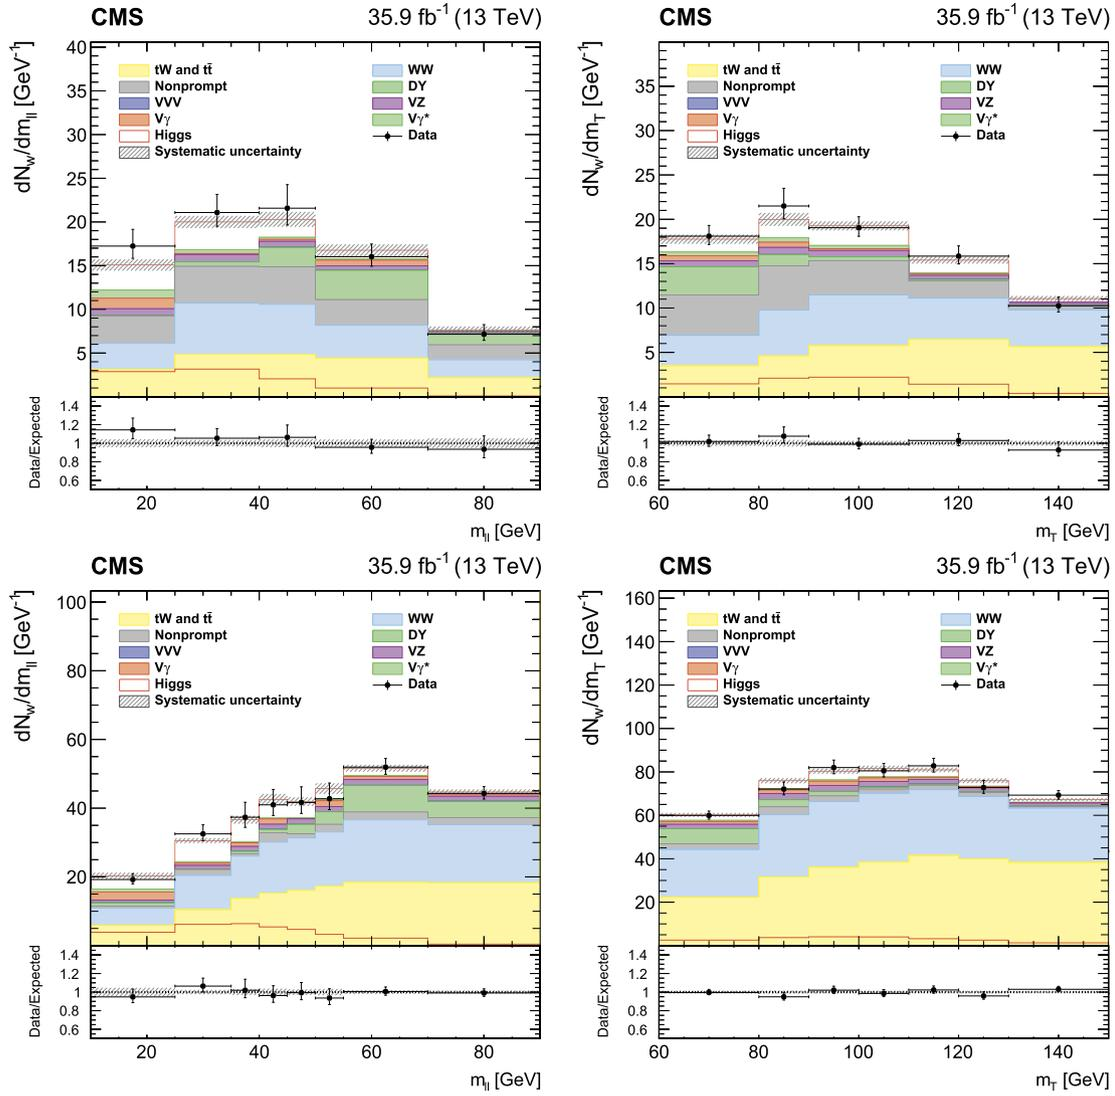 CMS 35.9 fb⁻¹ (13 TeV)
dN_w/dm_ll [GeV⁻¹]
40
35
30
25
20
15
10
5
tW and tt̄ WW
Nonprompt DY
VVV VZ
Vγ Vγ*
Higgs Data
Systematic uncertainty
Data/Expected
1.4
1.2
1
0.8
0.6
20 40 60 80
m_ll [GeV]
CMS 35.9 fb⁻¹ (13 TeV)
dN_w/dm_T [GeV⁻¹]
35
30
25
20
15
10
5
tW and tt̄ WW
Nonprompt DY
VVV VZ
Vγ Vγ*
Higgs Data
Systematic uncertainty
Data/Expected
1.4
1.2
1
0.8
0.6
60 80 100 120 140
m_T [GeV]
CMS 35.9 fb⁻¹ (13 TeV)
dN_w/dm_ll [GeV⁻¹]
100
80
60
40
20
tW and tt̄ WW
Nonprompt DY
VVV VZ
Vγ Vγ*
Higgs Data
Systematic uncertainty
Data/Expected
1.4
1.2
1
0.8
0.6
20 40 60 80
m_ll [GeV]
CMS 35.9 fb⁻¹ (13 TeV)
dN_w/dm_T [GeV⁻¹]
160
140
120
100
80
60
40
20
tW and tt̄ WW
Nonprompt DY
VVV VZ
Vγ Vγ*
Higgs Data
Systematic uncertainty
Data/Expected
1.4
1.2
1
0.8
0.6
60 80 100 120 140
m_T [GeV]